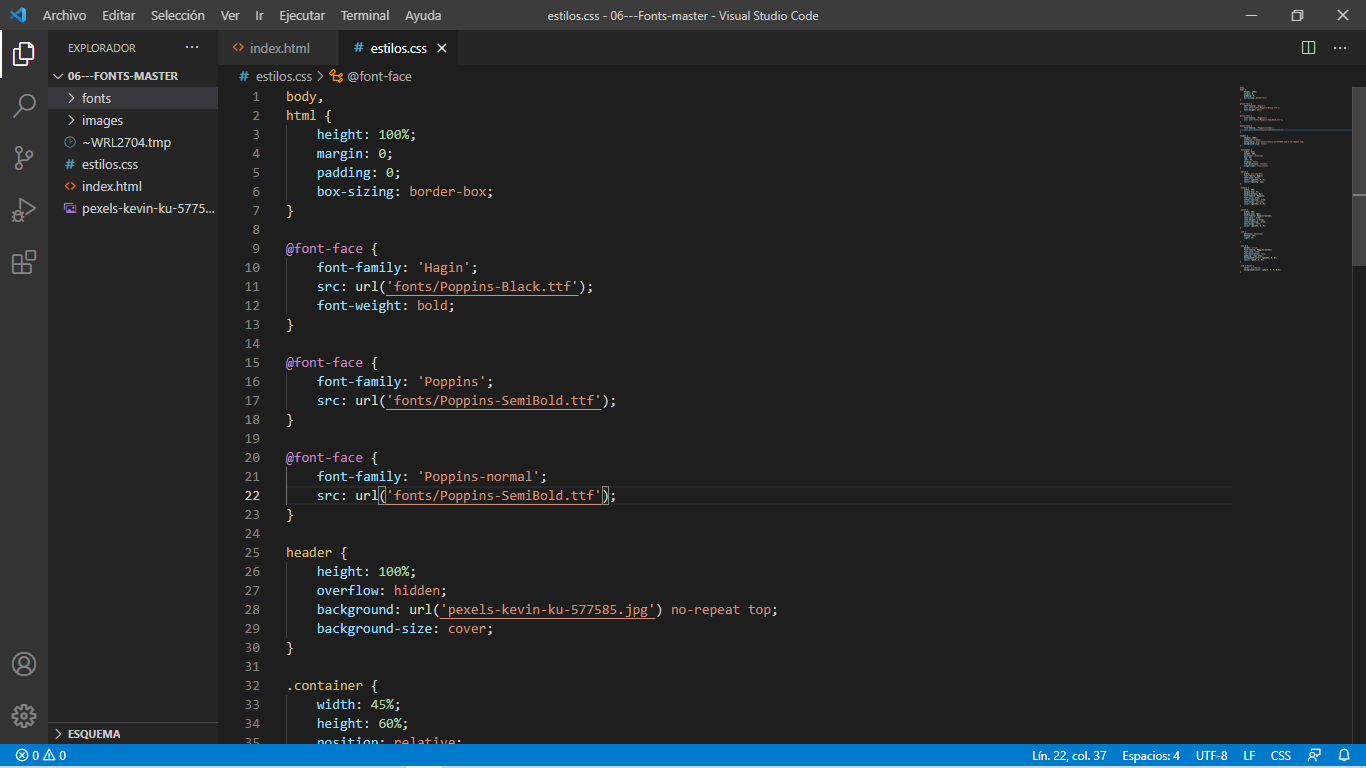 Archivo Editar Selección Ver Ir Ejecutar Terminal Ayuda
estilos.css - 06---Fonts-master - Visual Studio Code
EXPLORADOR
06---FONTS-MASTER
fonts
images
~WRL2704.tmp
# estilos.css
<> index.html
pexels-kevin-ku-5775...
ESQUEMA
<> index.html
# estilos.css
# estilos.css > @font-face
1 body,
2 html {
3     height: 100%;
4     margin: 0;
5     padding: 0;
6     box-sizing: border-box;
7 }
8
9 @font-face {
10     font-family: 'Hagin';
11     src: url('fonts/Poppins-Black.ttf');
12     font-weight: bold;
13 }
14
15 @font-face {
16     font-family: 'Poppins';
17     src: url('fonts/Poppins-SemiBold.ttf');
18 }
19
20 @font-face {
21     font-family: 'Poppins-normal';
22     src: url('fonts/Poppins-SemiBold.ttf');
23 }
24
25 header {
26     height: 100%;
27     overflow: hidden;
28     background: url('pexels-kevin-ku-577585.jpg') no-repeat top;
29     background-size: cover;
30 }
31
32 .container {
33     width: 45%;
34     height: 60%;
35     position: relative;
0 0
Lín. 22, col. 37 Espacios: 4 UTF-8 LF CSS